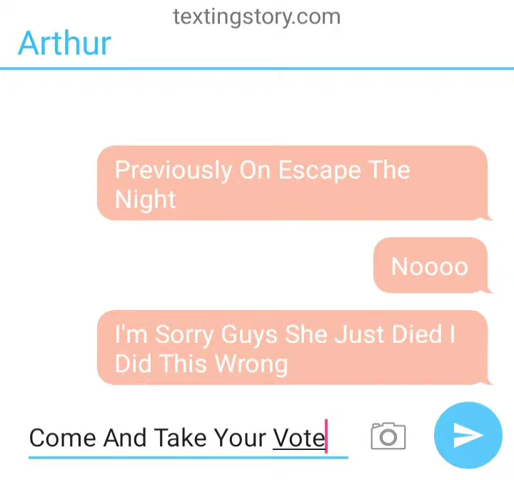 textingstory.com
Arthur
Previously On Escape The
Night
Noooo
I'm Sorry Guys She Just Died I
Did This Wrong
Come And Take Your Vote